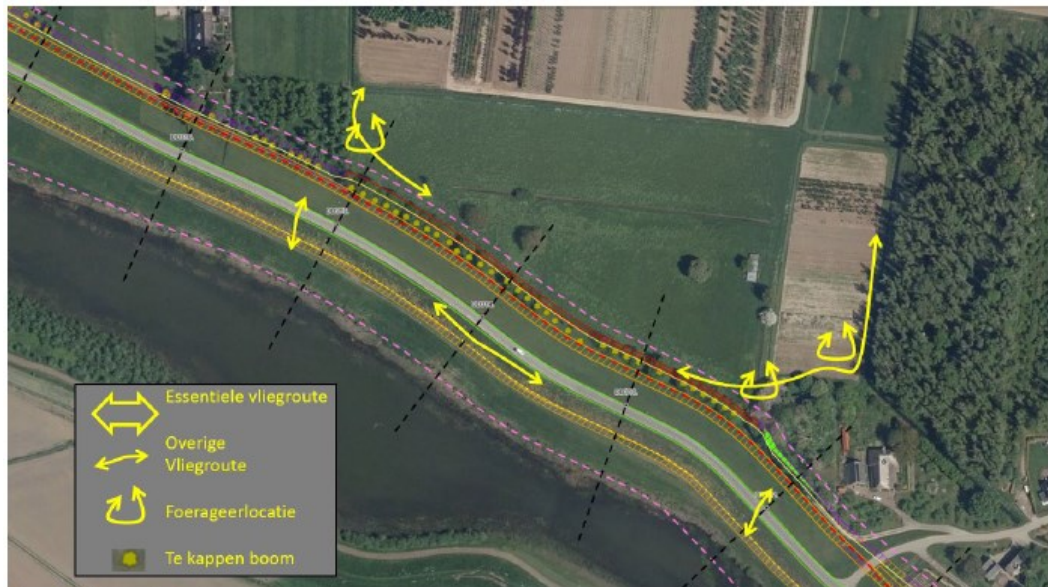 Essentiele vliegroute
Overige
Vliegroute
Foerageerlocatie
Te kappen boom